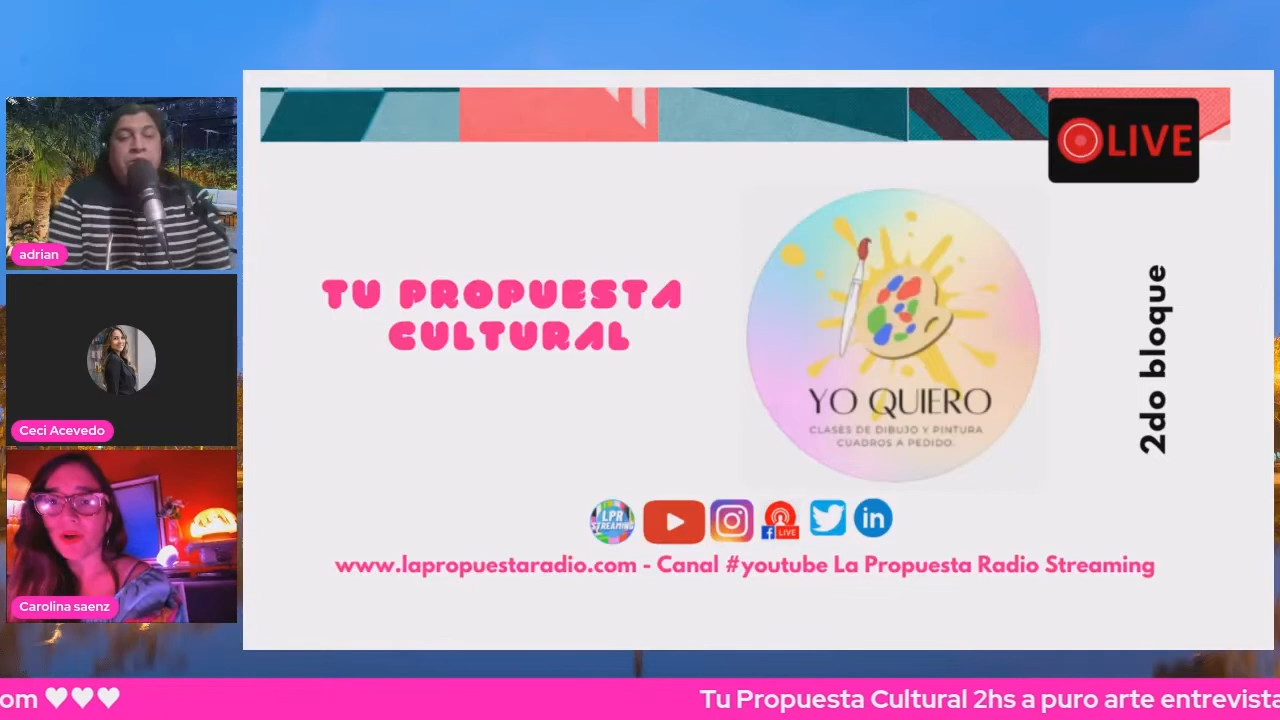 LIVE
adrian
TU PROPUESTA
CULTURAL
YO QUIERO
CLASES DE DIBUJO Y PINTURA
CUADROS A PEDIDO.
2do bloque
Ceci Acevedo
LPR
STREAMING
LIVE
www.lapropuestaradio.com - Canal #youtube La Propuesta Radio Streaming
Carolina saenz
om ♥♥♥
Tu Propuesta Cultural 2hs a puro arte entrevista